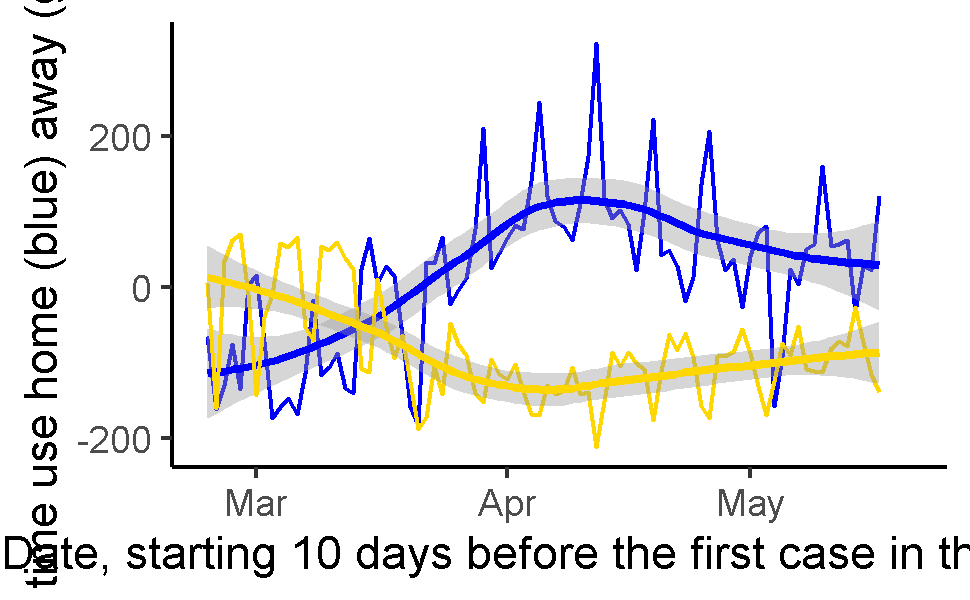 time use home (blue) away (
200
0
-200
Mar Apr May
Date, starting 10 days before the first case in th